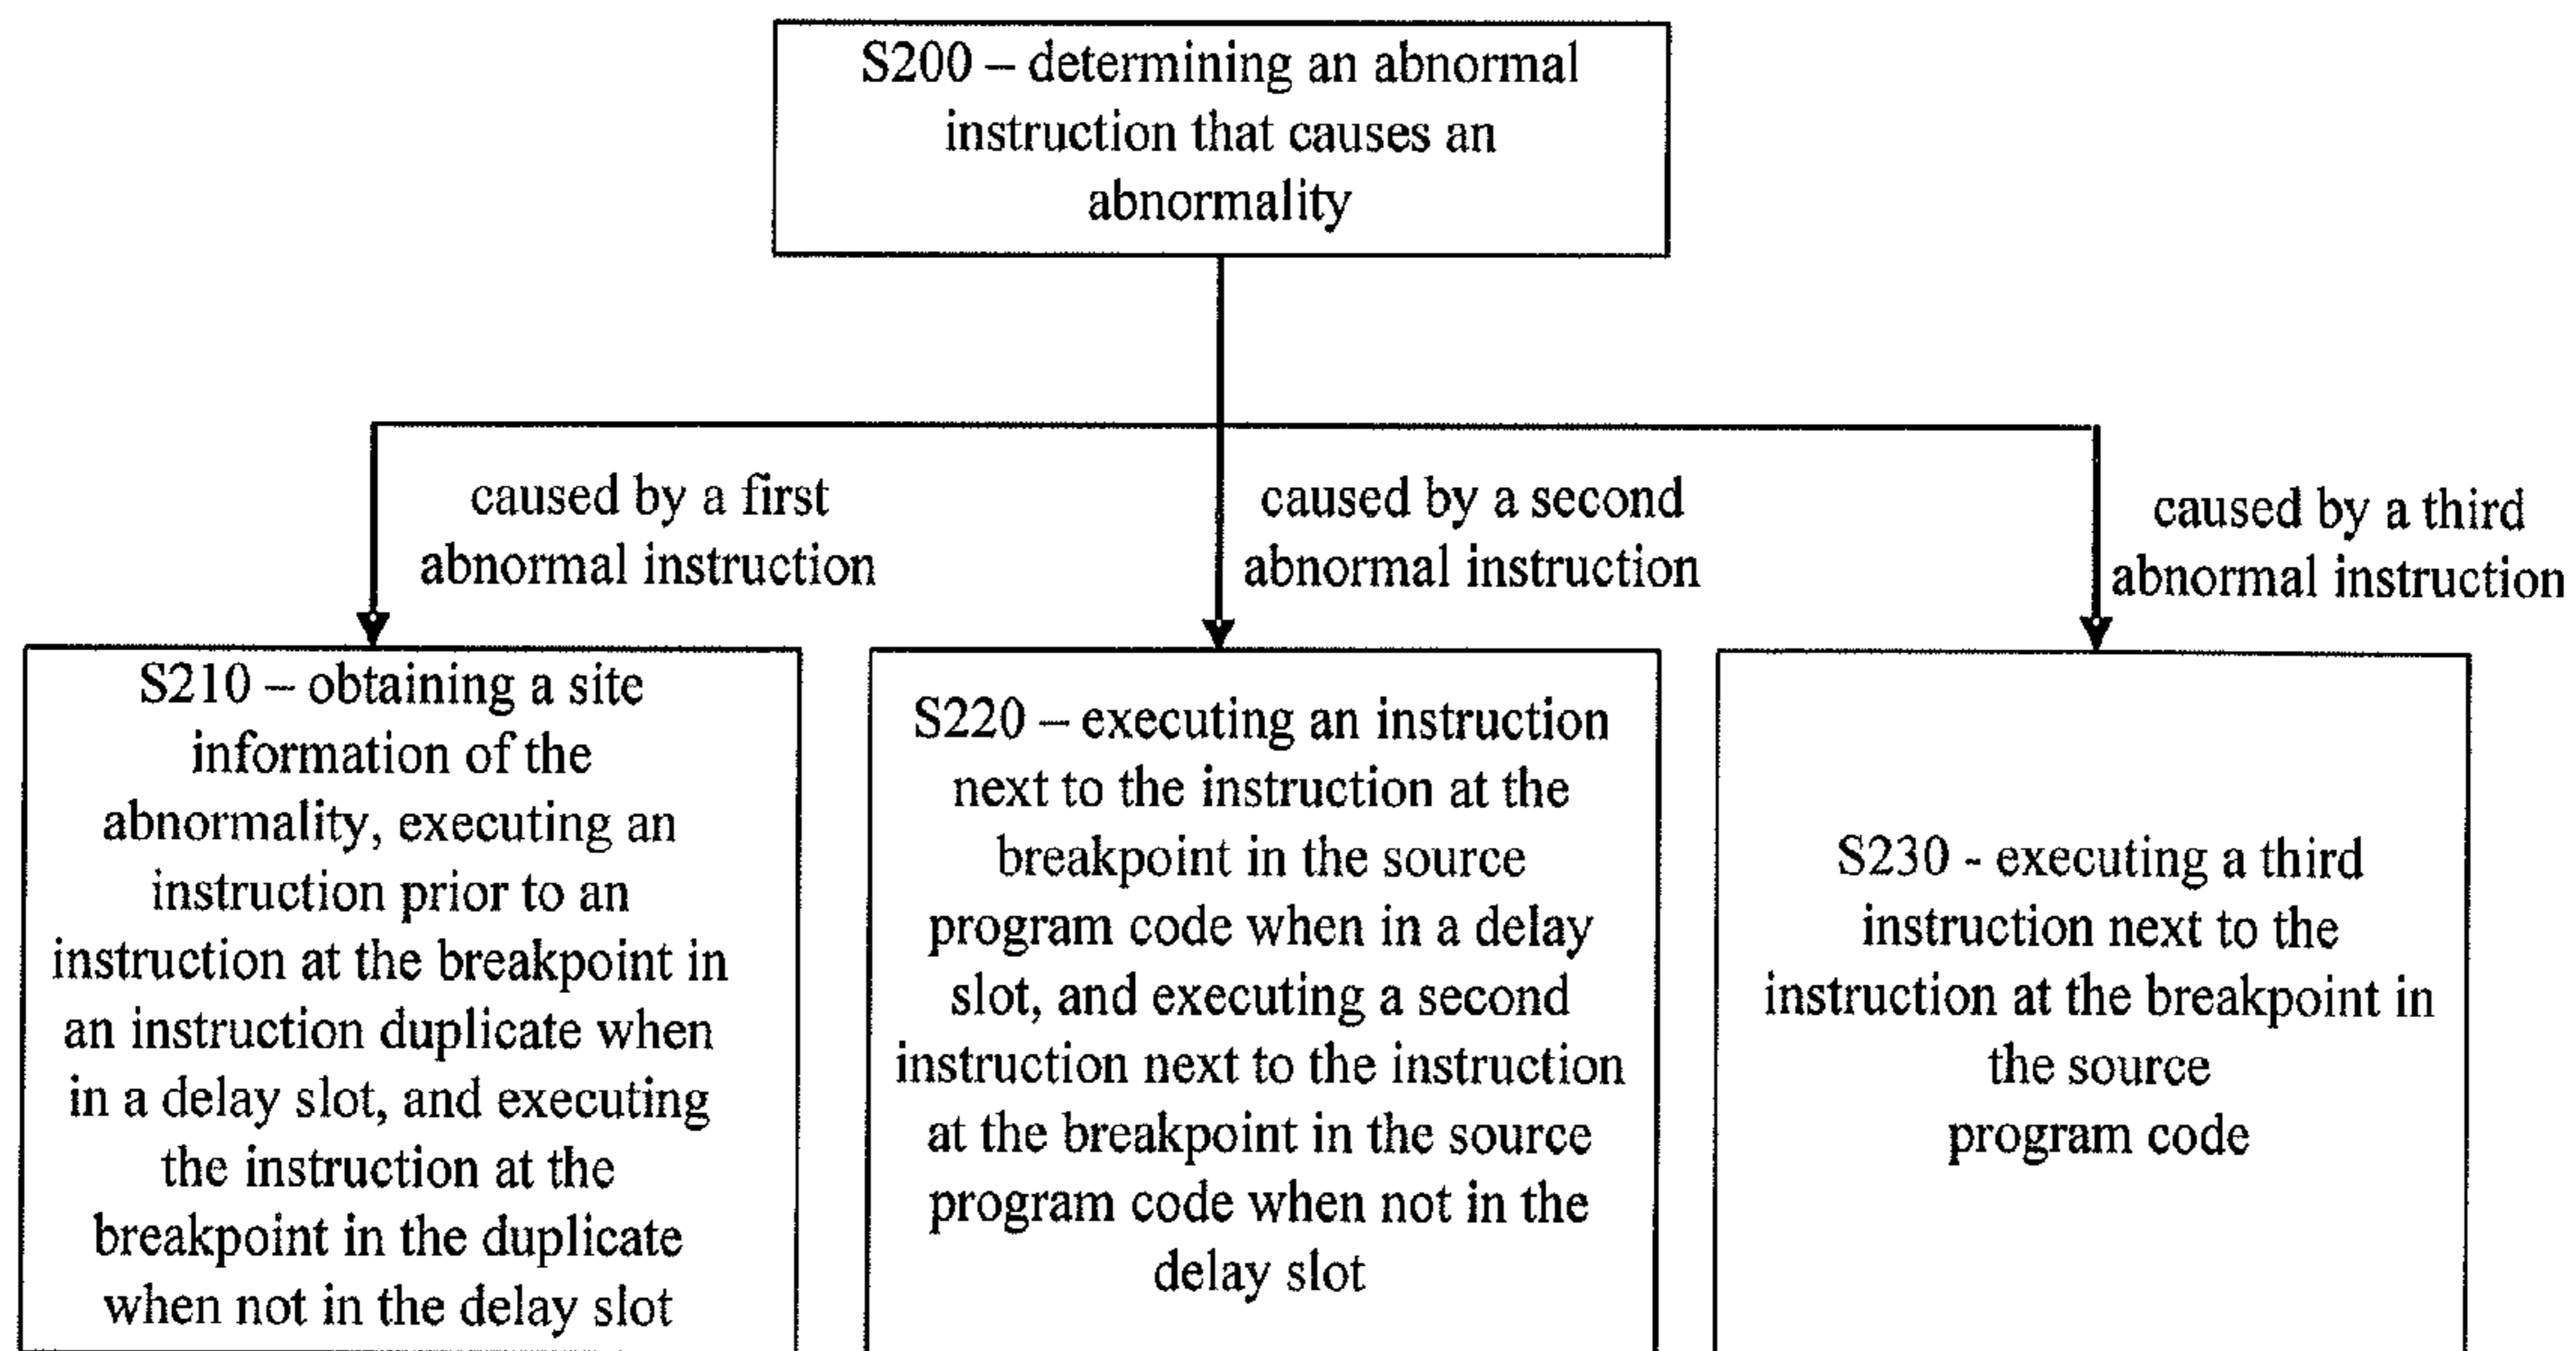 S200 – determining an abnormal
instruction that causes an
abnormality
caused by a first
abnormal instruction
caused by a second
abnormal instruction
caused by a third
abnormal instruction
S210 – obtaining a site
information of the
abnormality, executing an
instruction prior to an
instruction at the breakpoint in
an instruction duplicate when
in a delay slot, and executing
the instruction at the
breakpoint in the duplicate
when not in the delay slot
S220 – executing an instruction
next to the instruction at the
breakpoint in the source
program code when in a delay
slot, and executing a second
instruction next to the instruction
at the breakpoint in the source
program code when not in the
delay slot
S230 - executing a third
instruction next to the
instruction at the breakpoint in
the source
program code